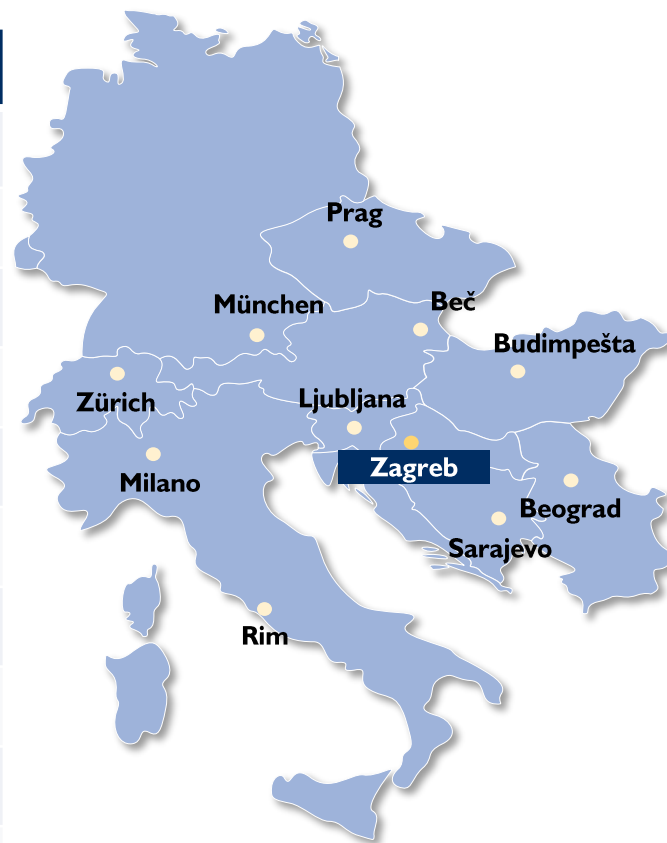 Prag
München
Beč
Budimpešta
Zürich
Ljubljana
Zagreb
Milano
Beograd
Sarajevo
Rim